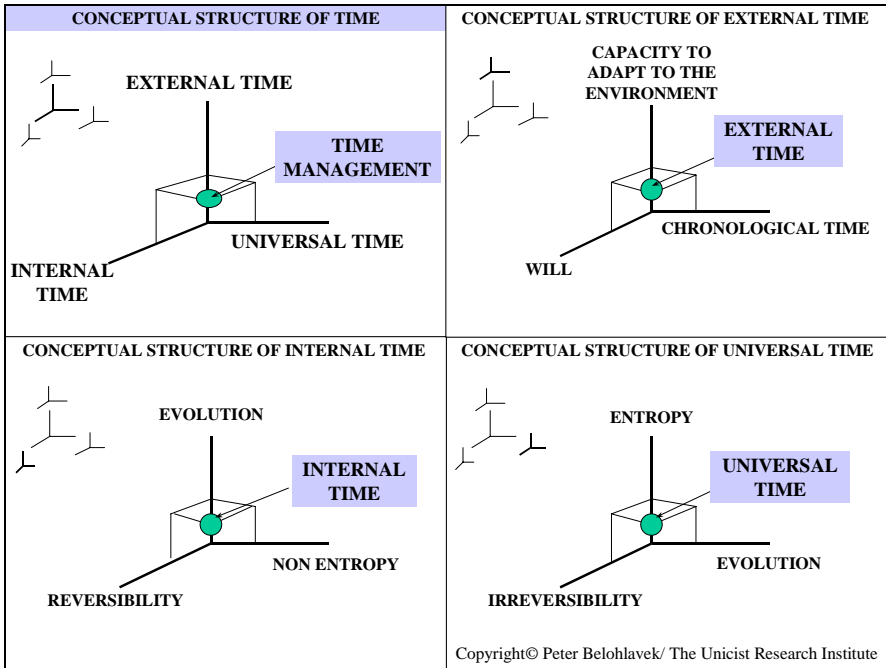 CONCEPTUAL STRUCTURE OF TIME
EXTERNAL TIME
TIME
MANAGEMENT
UNIVERSAL TIME
INTERNAL
TIME
CONCEPTUAL STRUCTURE OF EXTERNAL TIME
CAPACITY TO
ADAPT TO THE
ENVIRONMENT
EXTERNAL
TIME
CHRONOLOGICAL TIME
WILL
CONCEPTUAL STRUCTURE OF INTERNAL TIME
EVOLUTION
INTERNAL
TIME
NON ENTROPY
REVERSIBILITY
CONCEPTUAL STRUCTURE OF UNIVERSAL TIME
ENTROPY
UNIVERSAL
TIME
EVOLUTION
IRREVERSIBILITY
Copyright© Peter Belohlavek/ The Unicist Research Institute